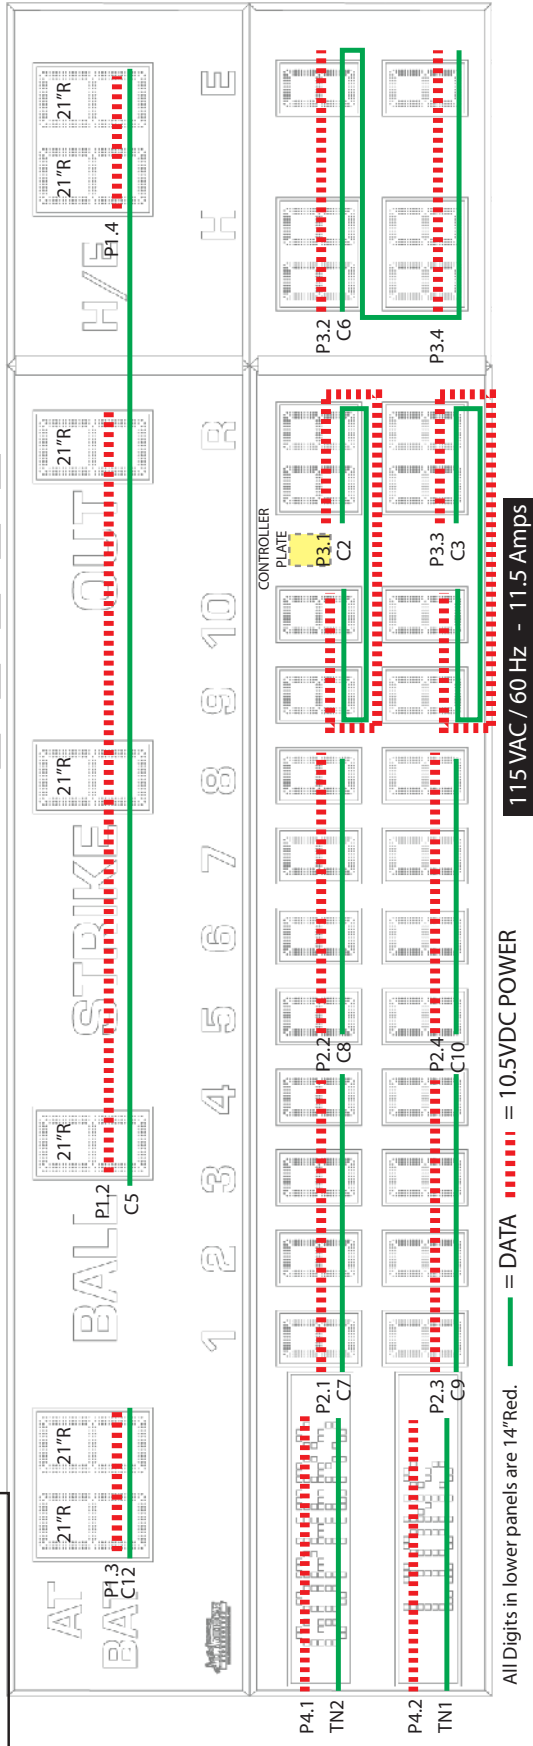 AT
BAT
BALL
STRIKE
OUT
H/E
21"R
21"R
21"R
21"R
21"R
21"R
21"R
P1.3
C12
P1.2
C5
P1.4
1
2
3
4
5
6
7
8
9
10
R
H
E
CONTROLLER
PLATE
P4.1
TN2
P2.1
C7
P2.2
C8
P3.1
C2
P3.2
C6
P4.2
TN1
P2.3
C9
P2.4
C10
P3.3
C3
P3.4
All Digits in lower panels are 14"Red.
= DATA
= 10.5VDC POWER
115 VAC / 60 Hz - 11.5 Amps